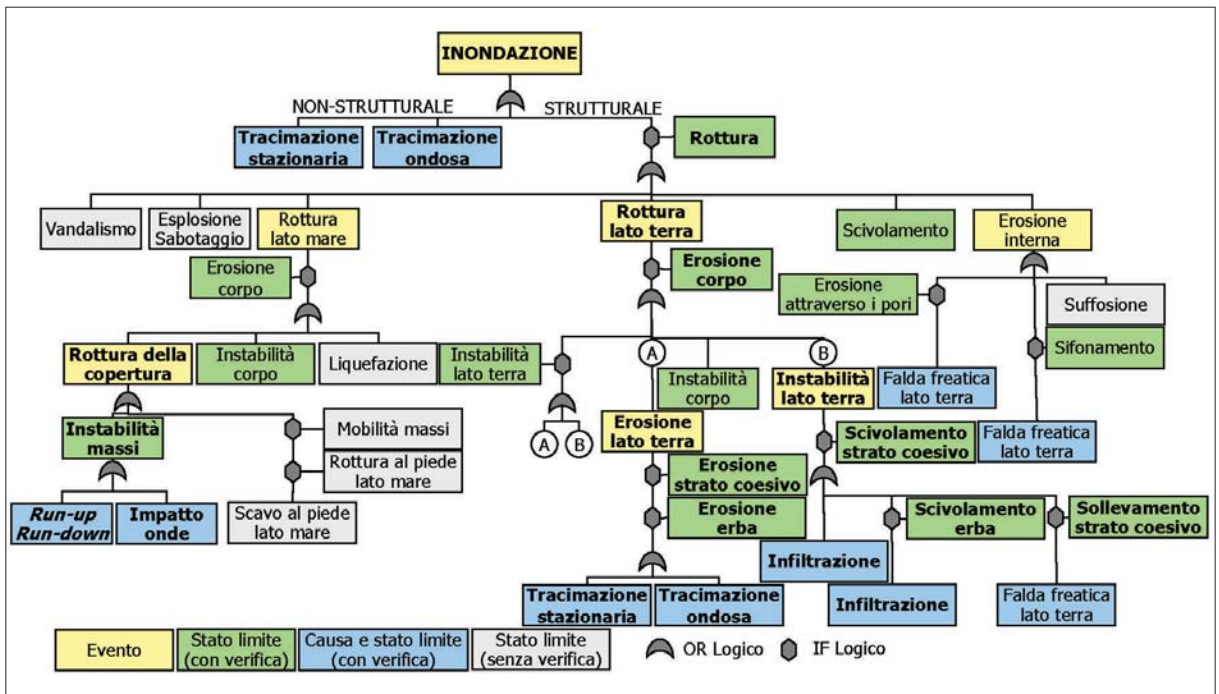 INONDAZIONE
NON-STRUTTURALE
STRUTTURALE
Tracimazione
stazionaria
Tracimazione
ondosa
Rottura
Vandalismo
Esplosione
Sabotaggio
Rottura
lato mare
Rottura
lato terra
Scivolamento
Erosione
interna
Erosione
corpo
Erosione
corpo
Erosione
attraverso i pori
Suffosione
Rottura della
copertura
Instabilità
corpo
Liquefazione
Instabilità
lato terra
A
B
Sifonamento
Instabilità
corpo
Instabilità
lato terra
Falda freatica
lato terra
Instabilità
massi
Mobilità massi
A
B
Erosione
lato terra
Scivolamento
strato coesivo
Falda freatica
lato terra
Rottura al piede
lato mare
Erosione
strato coesivo
Run-up
Run-down
Impatto
onde
Scavo al piede
lato mare
Erosione
erba
Scivolamento
erba
Sollevamento
strato coesivo
Infiltrazione
Tracimazione
stazionaria
Tracimazione
ondosa
Infiltrazione
Falda freatica
lato terra
Evento
Stato limite
(con verifica)
Causa e stato limite
(con verifica)
Stato limite
(senza verifica)
OR Logico
IF Logico